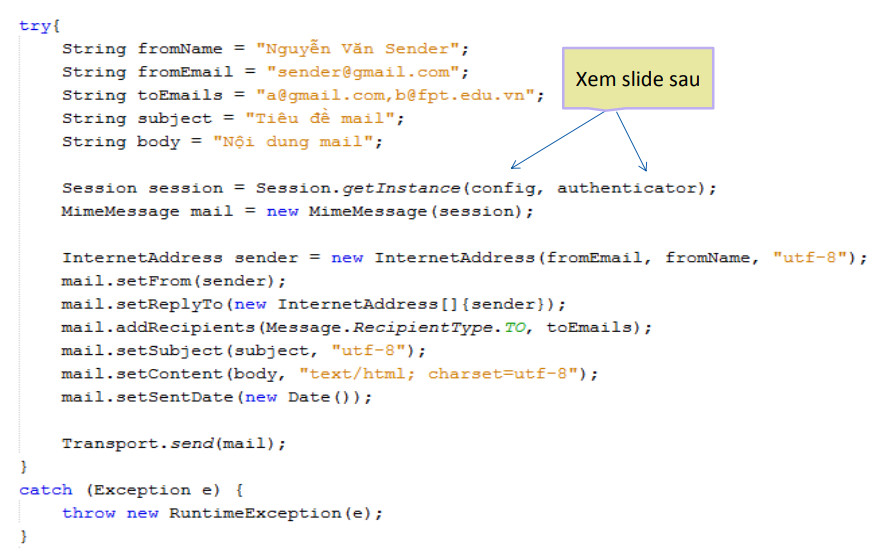 try{
String fromName = "Nguyễn Văn Sender";
String fromEmail = "sender@gmail.com";
String toEmails = "a@gmail.com,b@fpt.edu.vn";
String subject = "Tiêu đề mail";
String body = "Nội dung mail";
Xem slide sau
Session session = Session.getInstance(config, authenticator);
MimeMessage mail = new MimeMessage(session);
InternetAddress sender = new InternetAddress(fromEmail, fromName, "utf-8");
mail.setFrom(sender);
mail.setReplyTo(new InternetAddress[]{sender});
mail.addRecipients(Message.RecipientType.TO, toEmails);
mail.setSubject(subject, "utf-8");
mail.setContent(body, "text/html; charset=utf-8");
mail.setSentDate(new Date());
Transport.send(mail);
}
catch (Exception e) {
throw new RuntimeException(e);
}